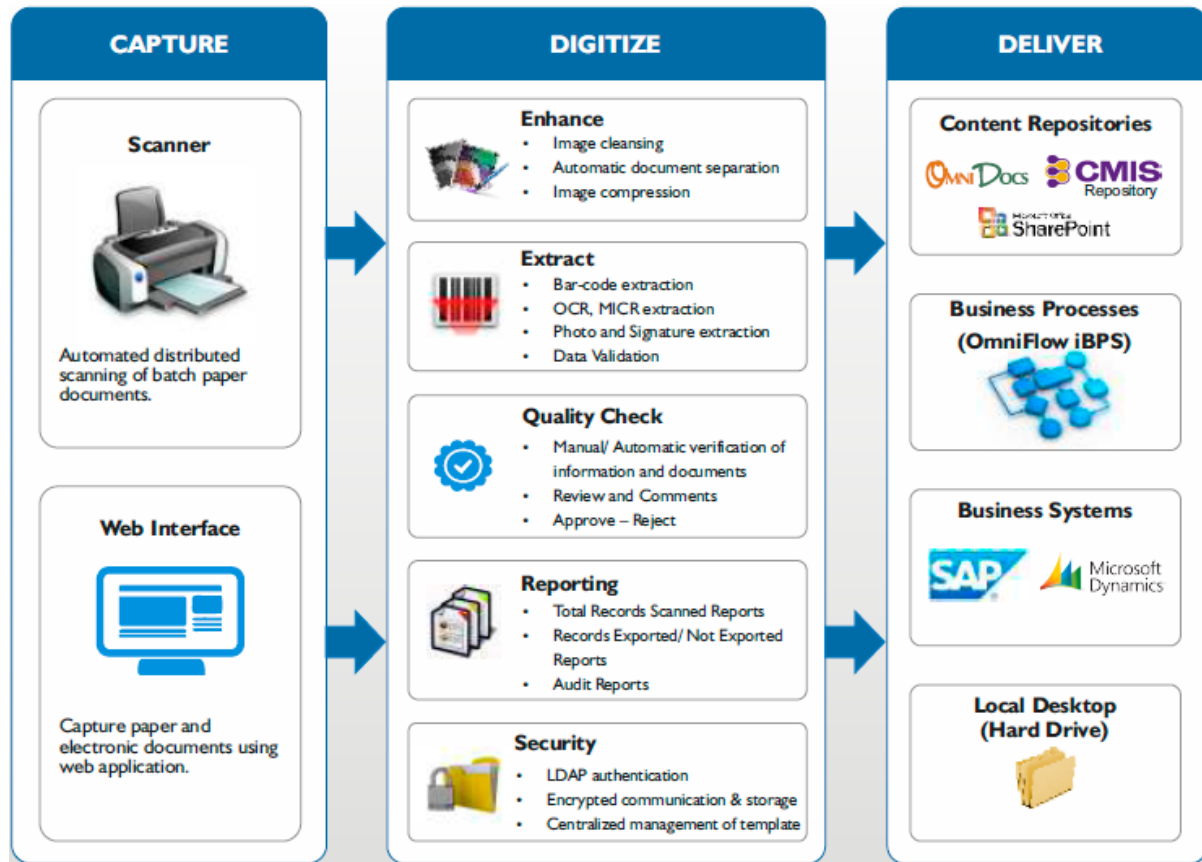 CAPTURE
Scanner
Automated distributed
scanning of batch paper
documents.
Web Interface
Capture paper and
electronic documents using
web application.
DIGITIZE
Enhance
• Image cleansing
• Automatic document separation
• Image compression
Extract
• Bar-code extraction
• OCR, MICR extraction
• Photo and Signature extraction
• Data Validation
Quality Check
• Manual/ Automatic verification of
information and documents
• Review and Comments
• Approve – Reject
Reporting
• Total Records Scanned Reports
• Records Exported/ Not Exported
Reports
• Audit Reports
Security
• LDAP authentication
• Encrypted communication & storage
• Centralized management of template
DELIVER
Content Repositories
OMNIDOCS
CMIS
Repository
SharePoint
Business Processes
(OmniFlow iBPS)
Business Systems
SAP
Microsoft
Dynamics
Local Desktop
(Hard Drive)